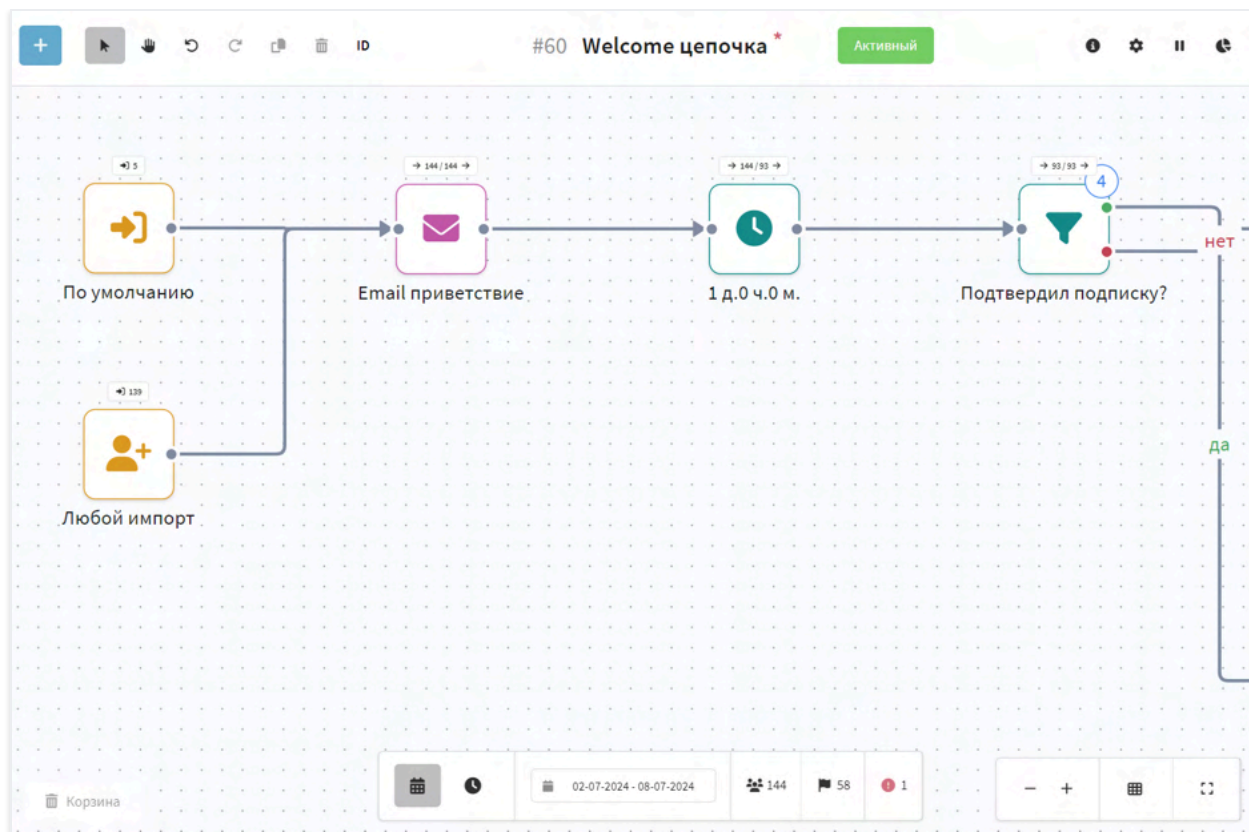 + ID #60 Welcome цепочка * Активный
5
→ 144 / 144 →
→ 144 / 93 →
→ 93 / 93 →
4
нет
По умолчанию
Email приветствие
1 д.0 ч.0 м.
Подтвердил подписку?
139
да
Любой импорт
02-07-2024 - 08-07-2024
144
58
1
− +
Корзина